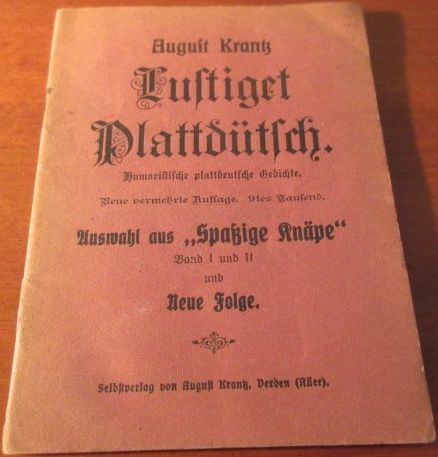 August Krantz
Lustiget
Plattdütsch.
Humoristische plattdeutsche Gedichte.
Neue vermehrte Auflage. 9tes Tausend.
Auswahl aus „Spaßige Knäpe“
Band I und II
und
Neue Folge.
Selbstverlag von August Krantz, Verden (Aller).